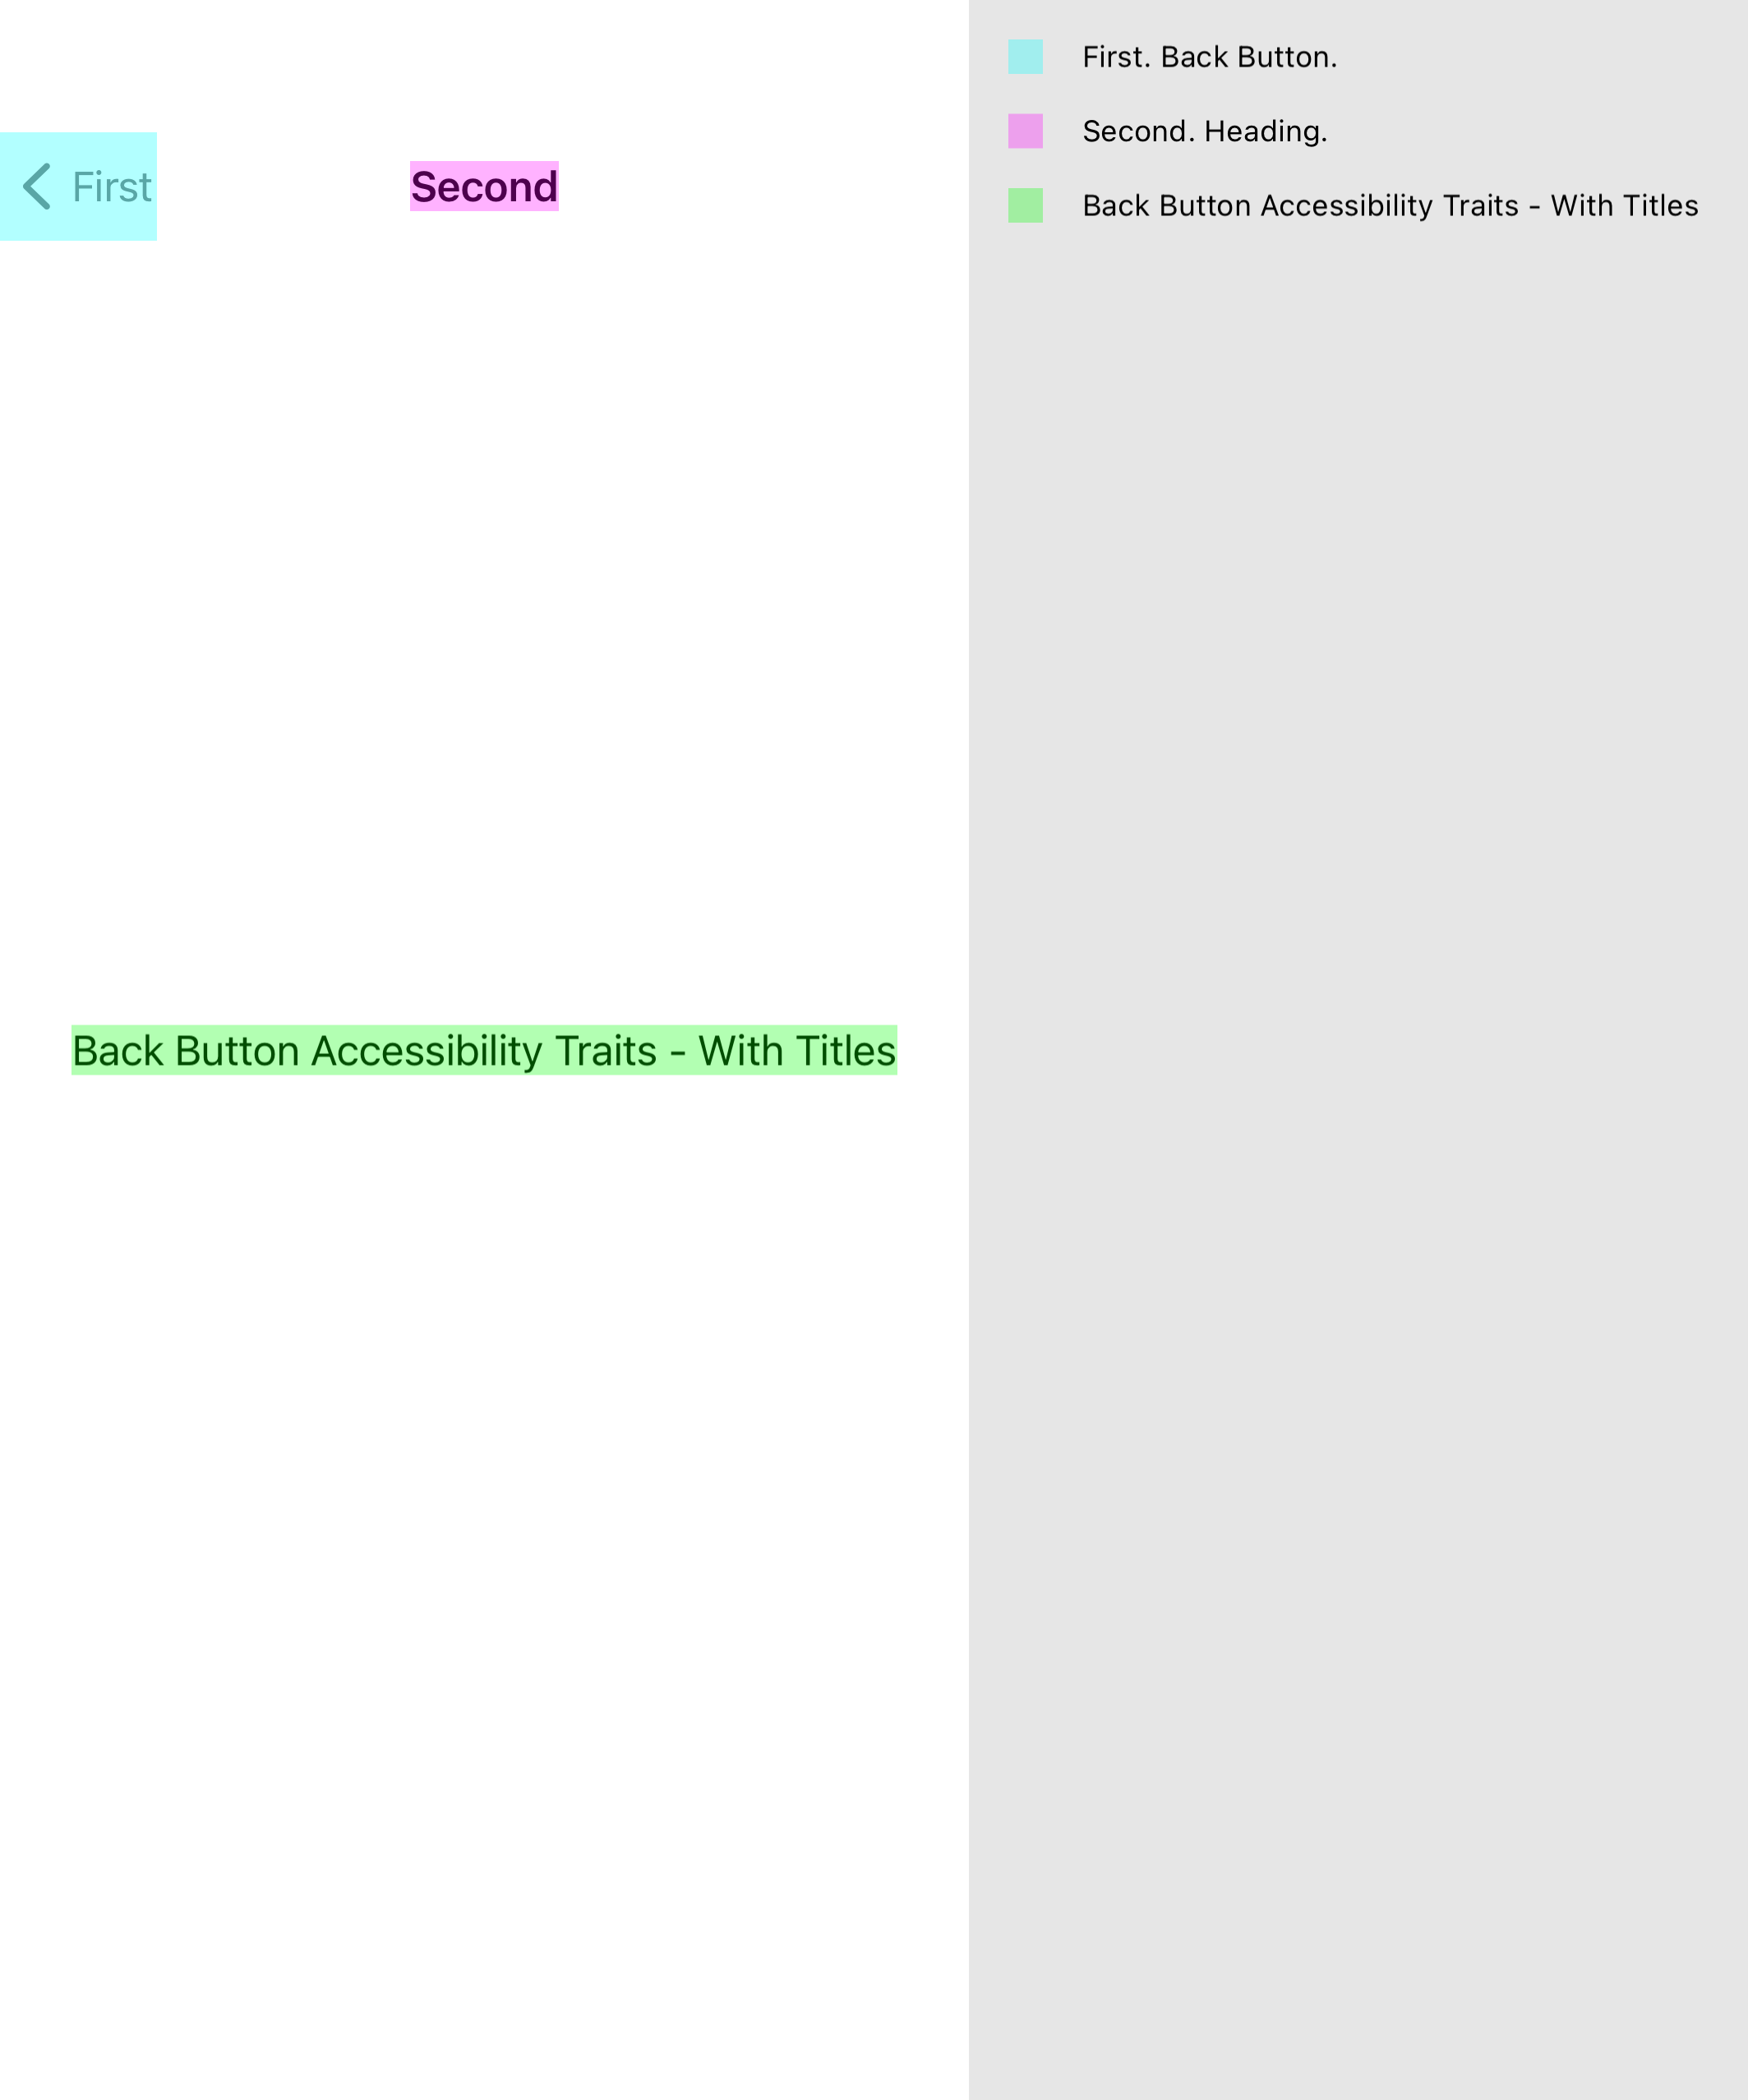 First
Second
Back Button Accessibility Traits - With Titles
First. Back Button.
Second. Heading.
Back Button Accessibility Traits - With Titles